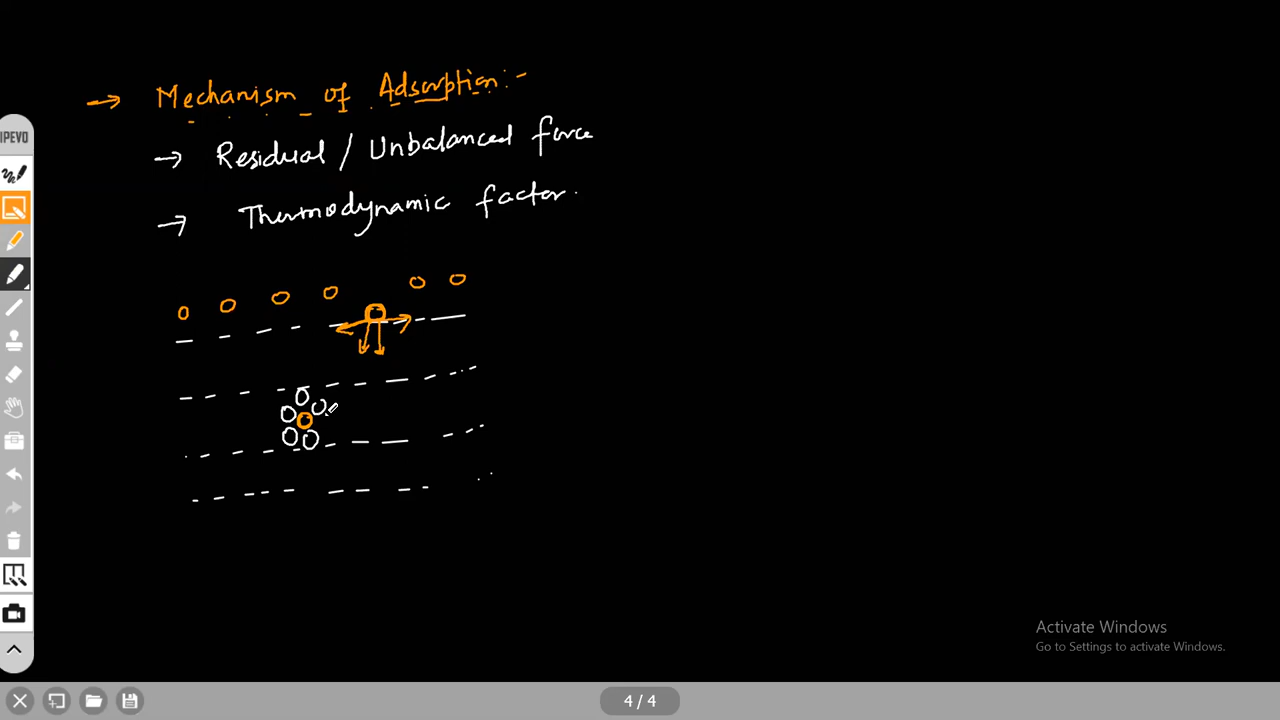 → Mechanism of Adsorption:-
→ Residual / Unbalanced force
→ Thermodynamic factor.
IPEVO
Activate Windows
Go to Settings to activate Windows.
4 / 4